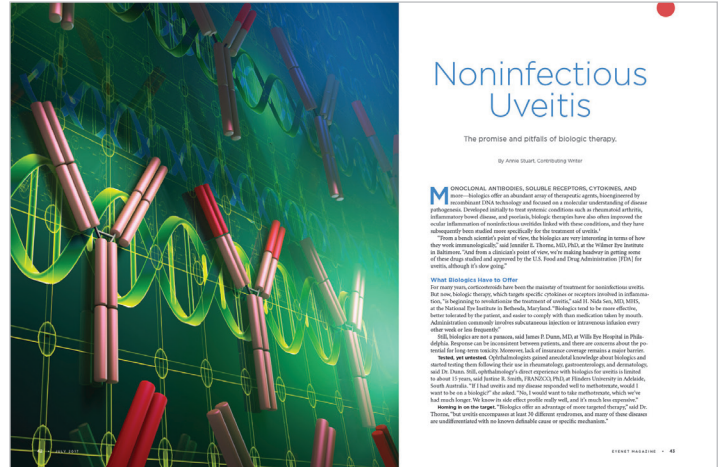 Noninfectious
Uveitis
The promise and pitfalls of biologic therapy.
By Annie Stuart, Contributing Writer
MONOCLONAL ANTIBODIES, SOLUBLE RECEPTORS, CYTOKINES, AND
more—biologics offer an abundant array of therapeutic agents, bioengineered by
recombinant DNA technology and focused on a molecular understanding of disease
pathogenesis. Developed initially to treat systemic conditions such as rheumatoid arthritis,
inflammatory bowel disease, and psoriasis, biologic therapies have also often improved the
ocular inflammation of noninfectious uveitides linked with these conditions, and they have
subsequently been studied more specifically for the treatment of uveitis.¹
"From a bench scientist's point of view, the biologics are very interesting in terms of how
they work immunologically," said Jennifer E. Thorne, MD, PhD, at the Wilmer Eye Institute
in Baltimore. "And from a clinician's point of view, we're making headway in getting some
of these drugs studied and approved by the U.S. Food and Drug Administration [FDA] for
uveitis, although it's slow going."
What Biologics Have to Offer
For many years, corticosteroids have been the mainstay of treatment for noninfectious uveitis.
But now, biologic therapy, which targets specific cytokines or receptors involved in inflamma-
tion, "is beginning to revolutionize the treatment of uveitis," said H. Nida Sen, MD, MHS,
at the National Eye Institute in Bethesda, Maryland. "Biologics tend to be more effective,
better tolerated by the patient, and easier to comply with than medication taken by mouth.
Administration commonly involves subcutaneous injection or intravenous infusion every
other week or less frequently."
Still, biologics are not a panacea, said James P. Dunn, MD, at Wills Eye Hospital in Phila-
delphia. Response can be inconsistent between patients, and there are concerns about the po-
tential for long-term toxicity. Moreover, lack of insurance coverage remains a major barrier.
Tested, yet untested. Ophthalmologists gained anecdotal knowledge about biologics and
started testing them following their use in rheumatology, gastroenterology, and dermatology,
said Dr. Dunn. Still, ophthalmology's direct experience with biologics for uveitis is limited
to about 15 years, said Justine R. Smith, FRANZCO, PhD, at Flinders University in Adelaide,
South Australia. "If I had uveitis and my disease responded well to methotrexate, would I
want to be on a biologic?" she asked. "No, I would want to take methotrexate, which we've
had much longer. We know its side effect profile really well, and it's much less expensive."
Homing in on the target. "Biologics offer an advantage of more targeted therapy," said Dr.
Thorne, "but uveitis encompasses at least 30 different syndromes, and many of these diseases
are undifferentiated with no known definable cause or specific mechanism."
JULY 2017
EYENET MAGAZINE • 43